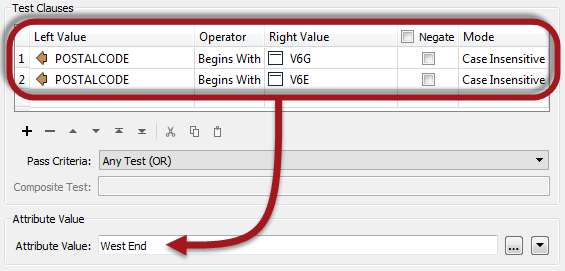 Test Clauses
Left Value Operator Right Value Negate Mode
1 POSTALCODE Begins With V6G Case Insensitive
2 POSTALCODE Begins With V6E Case Insensitive
Pass Criteria: Any Test (OR)
Composite Test:
Attribute Value
Attribute Value: West End ...